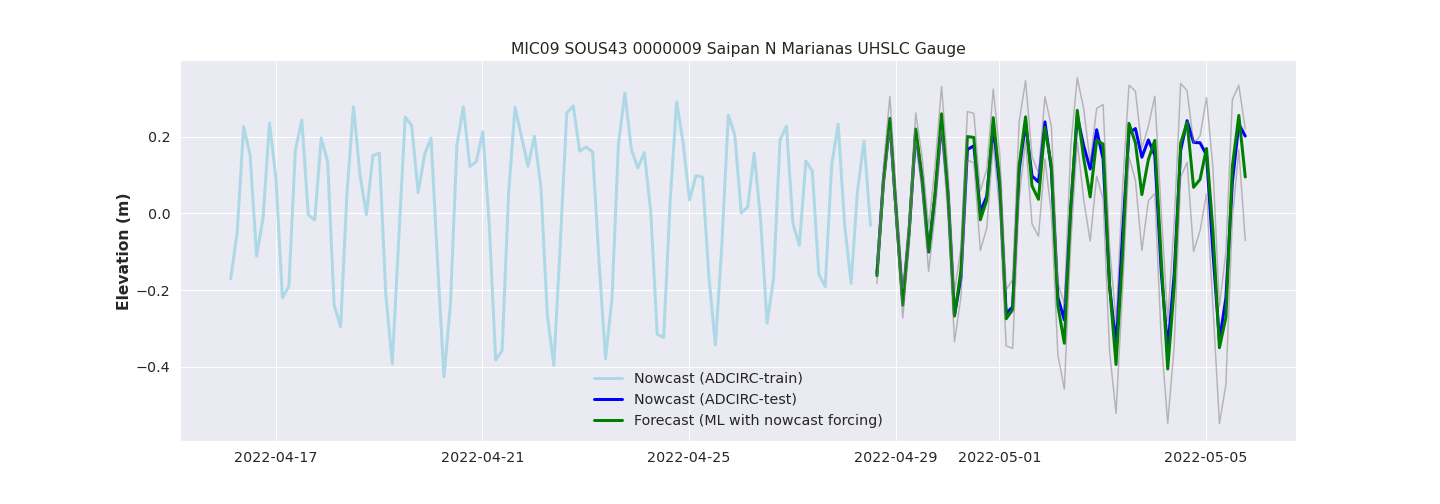 MIC09 SOUS43 0000009 Saipan N Marianas UHSLC Gauge
Elevation (m)
0.2
0.0
−0.2
−0.4
Nowcast (ADCIRC-train)
Nowcast (ADCIRC-test)
Forecast (ML with nowcast forcing)
2022-04-17 2022-04-21 2022-04-25 2022-04-29 2022-05-01 2022-05-05